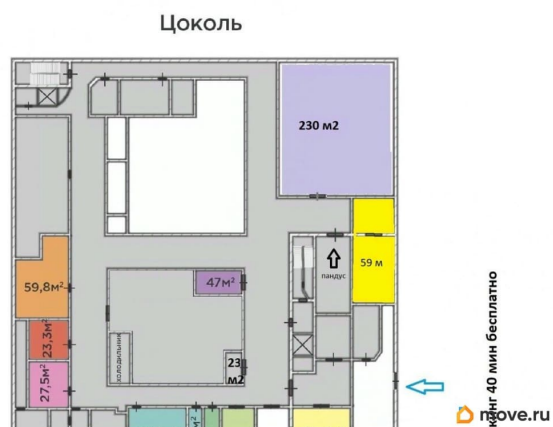 Цоколь
230 м2
59 м
пандус
47м²
59,8м²
23,3м²
27,5м²
холодильник
23
м2
нг 40 мин бесплатно
move.ru